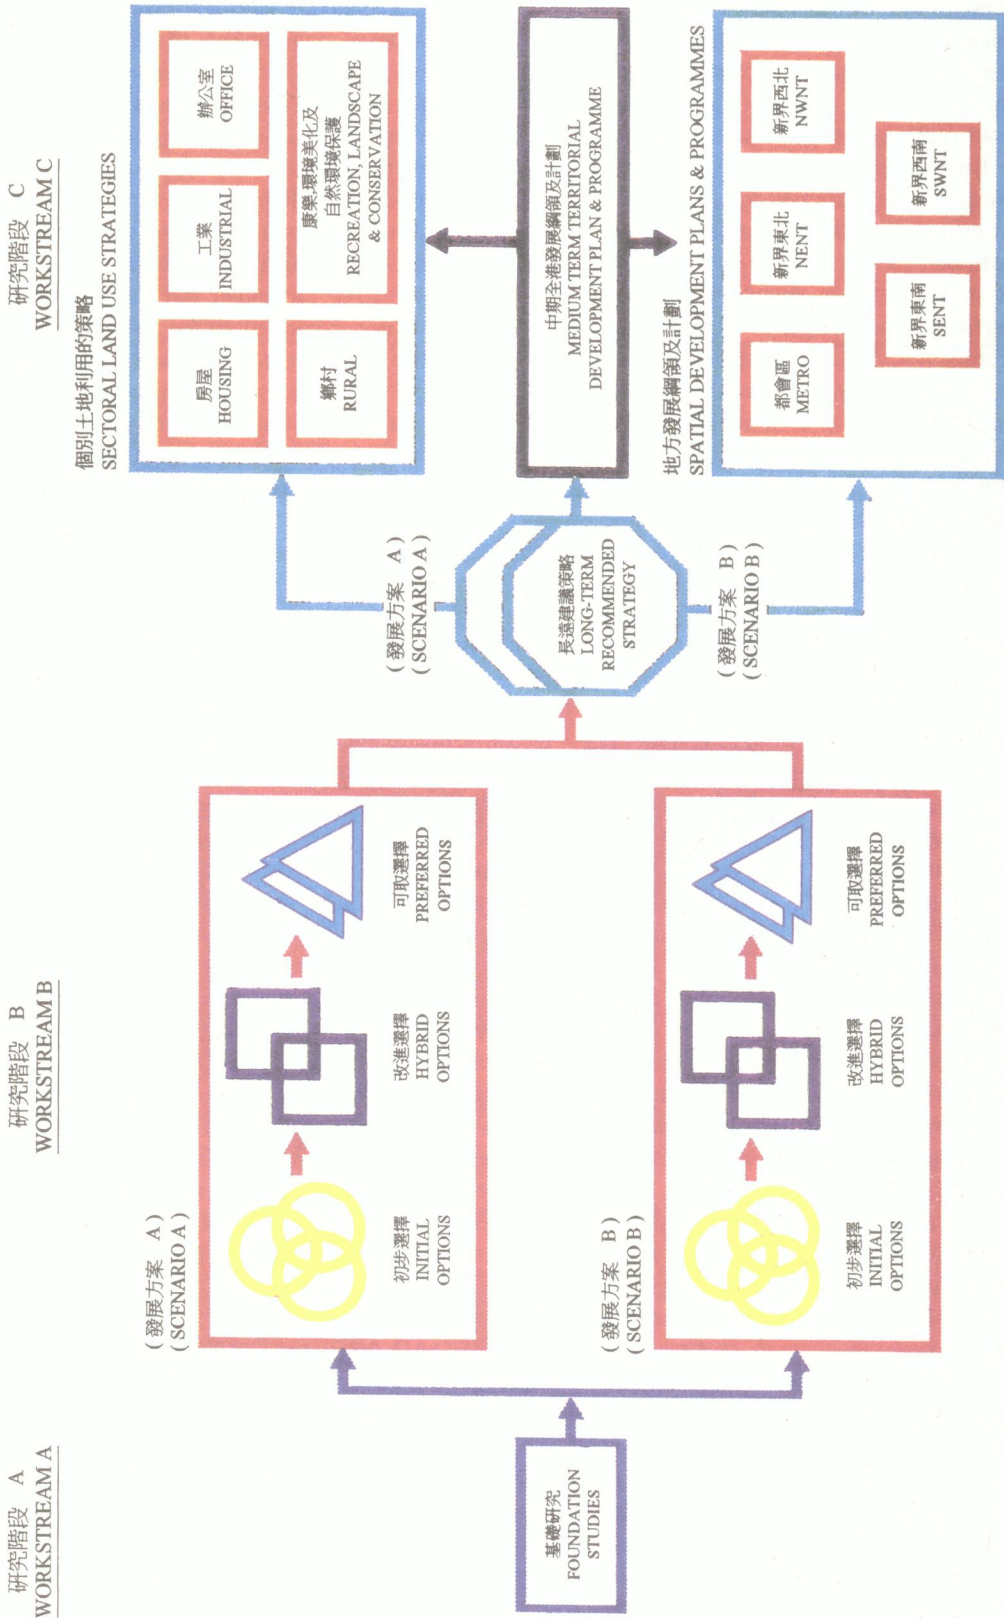 研究階段 A
WORKSTREAM A
研究階段 B
WORKSTREAM B
研究階段 C
WORKSTREAM C
基礎研究
FOUNDATION
STUDIES
( 發展方案 A )
( SCENARIO A )
初步選擇
INITIAL
OPTIONS
改進選擇
HYBRID
OPTIONS
可取選擇
PREFERRED
OPTIONS
( 發展方案 B )
( SCENARIO B )
初步選擇
INITIAL
OPTIONS
改進選擇
HYBRID
OPTIONS
可取選擇
PREFERRED
OPTIONS
( 發展方案 A )
( SCENARIO A )
長遠建議策略
LONG-TERM
RECOMMENDED
STRATEGY
( 發展方案 B )
( SCENARIO B )
個別土地利用的策略
SECTORAL LAND USE STRATEGIES
房屋
HOUSING
工業
INDUSTRIAL
辦公室
OFFICE
鄉村
RURAL
康樂,環境美化及
自然環境保護
RECREATION, LANDSCAPE
& CONSERVATION
中期全港發展綱領及計劃
MEDIUM TERM TERRITORIAL
DEVELOPMENT PLAN & PROGRAMME
地方發展綱領及計劃
SPATIAL DEVELOPMENT PLANS & PROGRAMMES
都會區
METRO
新界東北
NENT
新界西北
NWNT
新界東南
SENT
新界西南
SWNT